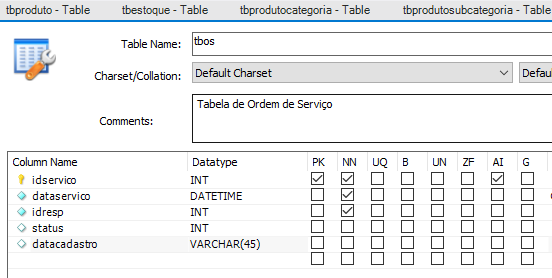 tbproduto - Table tbestoque - Table tbprodutocategoria - Table tbprodutosubcategoria - Table
Table Name: tbos
Charset/Collation: Default Charset Defaul
Comments: Tabela de Ordem de Serviço
Column Name Datatype PK NN UQ B UN ZF AI G
idservico INT
dataservico DATETIME
idresp INT
status INT
datacadastro VARCHAR(45)